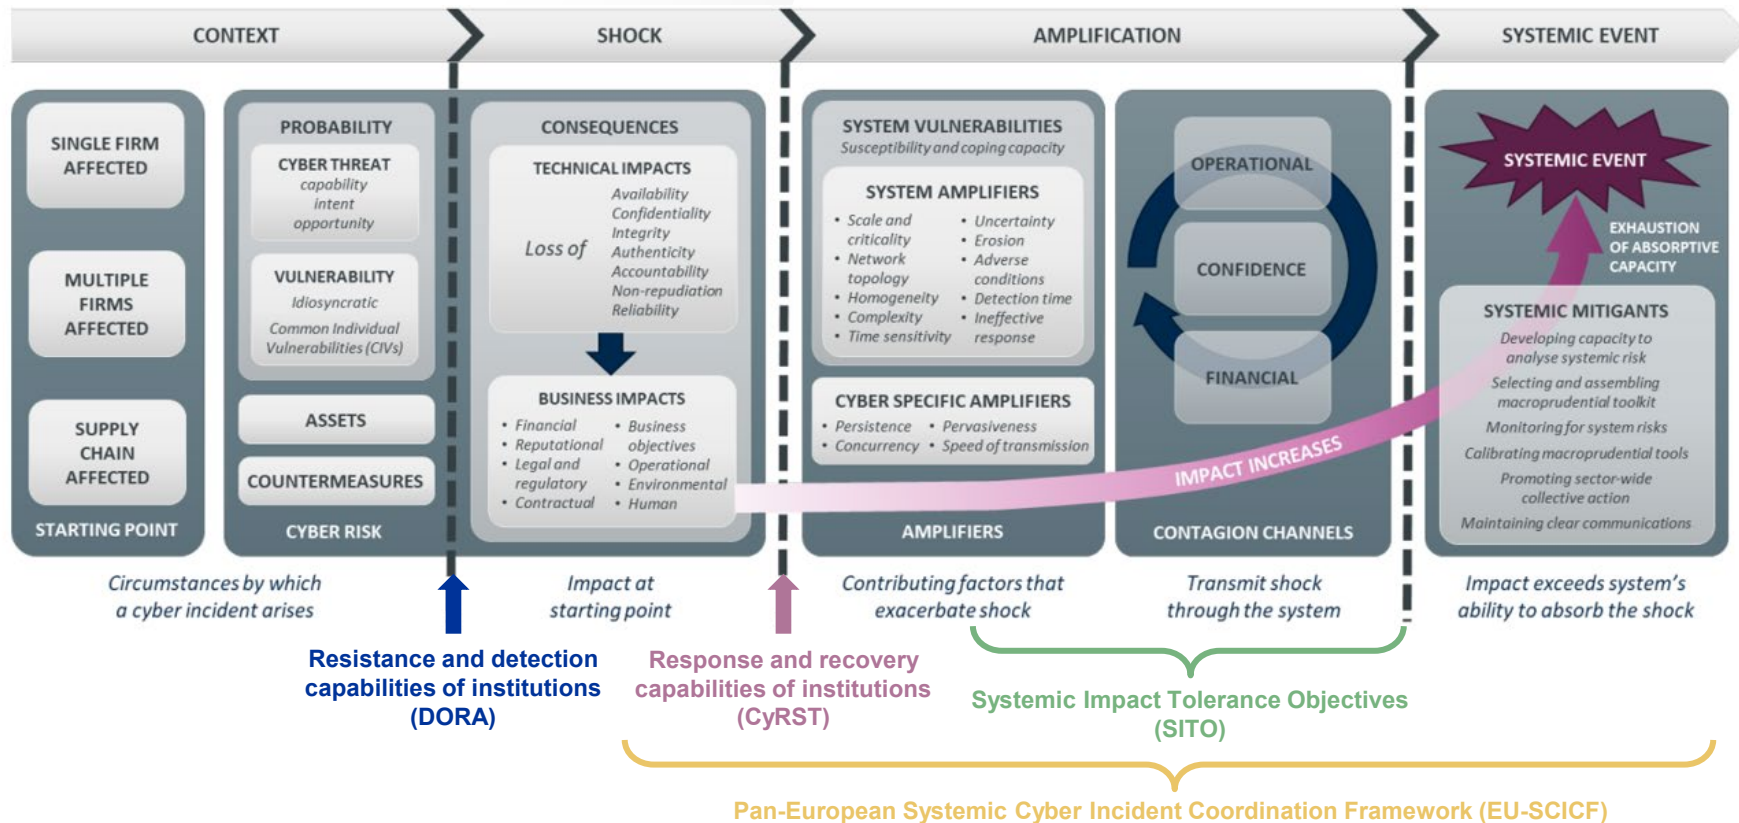 CONTEXT
SHOCK
AMPLIFICATION
SYSTEMIC EVENT
SINGLE FIRM
AFFECTED
MULTIPLE
FIRMS
AFFECTED
SUPPLY
CHAIN
AFFECTED
STARTING POINT
PROBABILITY
CYBER THREAT
capability
intent
opportunity
VULNERABILITY
Idiosyncratic
Common Individual
Vulnerabilities (CIVs)
ASSETS
COUNTERMEASURES
CYBER RISK
Circumstances by which
a cyber incident arises
CONSEQUENCES
TECHNICAL IMPACTS
Loss of
Availability
Confidentiality
Integrity
Authenticity
Accountability
Non-repudiation
Reliability
BUSINESS IMPACTS
• Financial
• Reputational
• Legal and
regulatory
• Contractual
• Business
objectives
• Operational
• Environmental
• Human
Impact at
starting point
SYSTEM VULNERABILITIES
Susceptibility and coping capacity
SYSTEM AMPLIFIERS
• Scale and
criticality
• Network
topology
• Homogeneity
• Complexity
• Time sensitivity
• Uncertainty
• Erosion
• Adverse
conditions
• Detection time
• Ineffective
response
CYBER SPECIFIC AMPLIFIERS
• Persistence
• Concurrency
• Pervasiveness
• Speed of transmission
AMPLIFIERS
Contributing factors that
exacerbate shock
OPERATIONAL
CONFIDENCE
FINANCIAL
IMPACT INCREASES
CONTAGION CHANNELS
Transmit shock
through the system
SYSTEMIC EVENT
EXHAUSTION
OF ABSORPTIVE
CAPACITY
SYSTEMIC MITIGANTS
Developing capacity to
analyse systemic risk
Selecting and assembling
macroprudential toolkit
Monitoring for system risks
Calibrating macroprudential tools
Promoting sector-wide
collective action
Maintaining clear communications
Impact exceeds system's
ability to absorb the shock
Resistance and detection
capabilities of institutions
(DORA)
Response and recovery
capabilities of institutions
(CyRST)
Systemic Impact Tolerance Objectives
(SITO)
Pan-European Systemic Cyber Incident Coordination Framework (EU-SCICF)